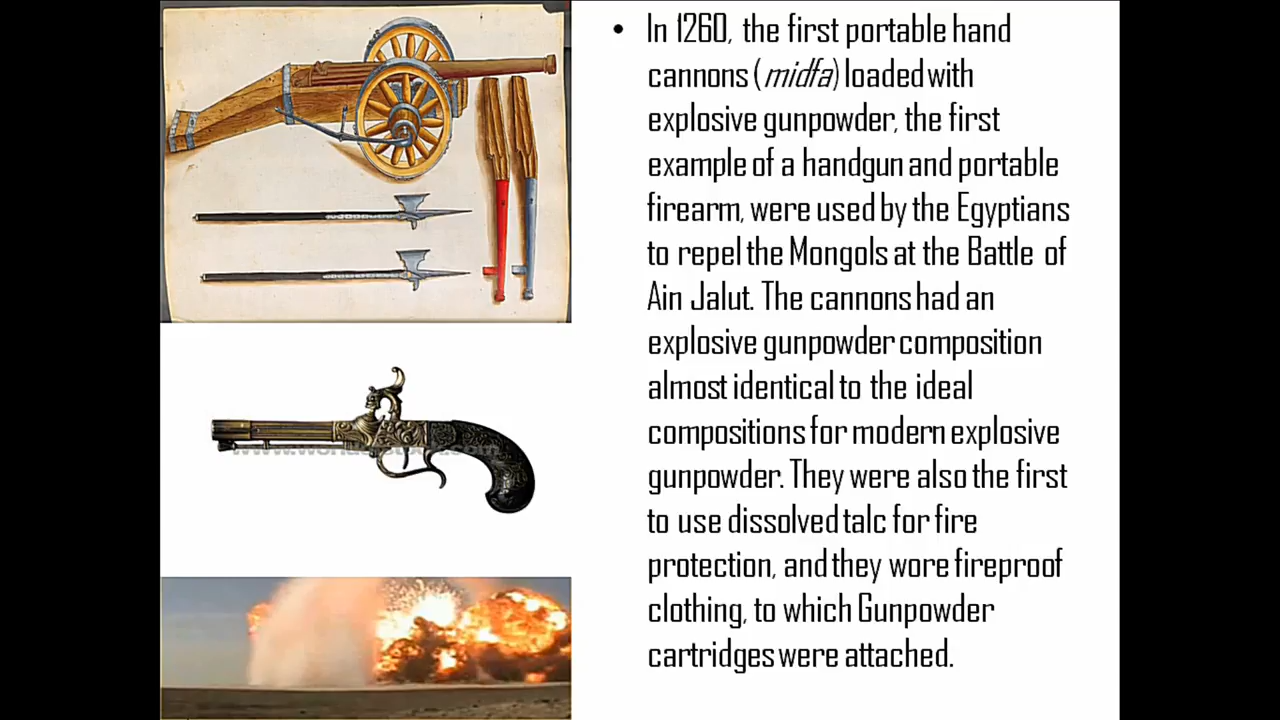 • In 1260, the first portable hand
cannons (midfa) loaded with
explosive gunpowder, the first
example of a handgun and portable
firearm, were used by the Egyptians
to repel the Mongols at the Battle of
Ain Jalut. The cannons had an
explosive gunpowder composition
almost identical to the ideal
compositions for modern explosive
gunpowder. They were also the first
to use dissolved talc for fire
protection, and they wore fireproof
clothing, to which Gunpowder
cartridges were attached.